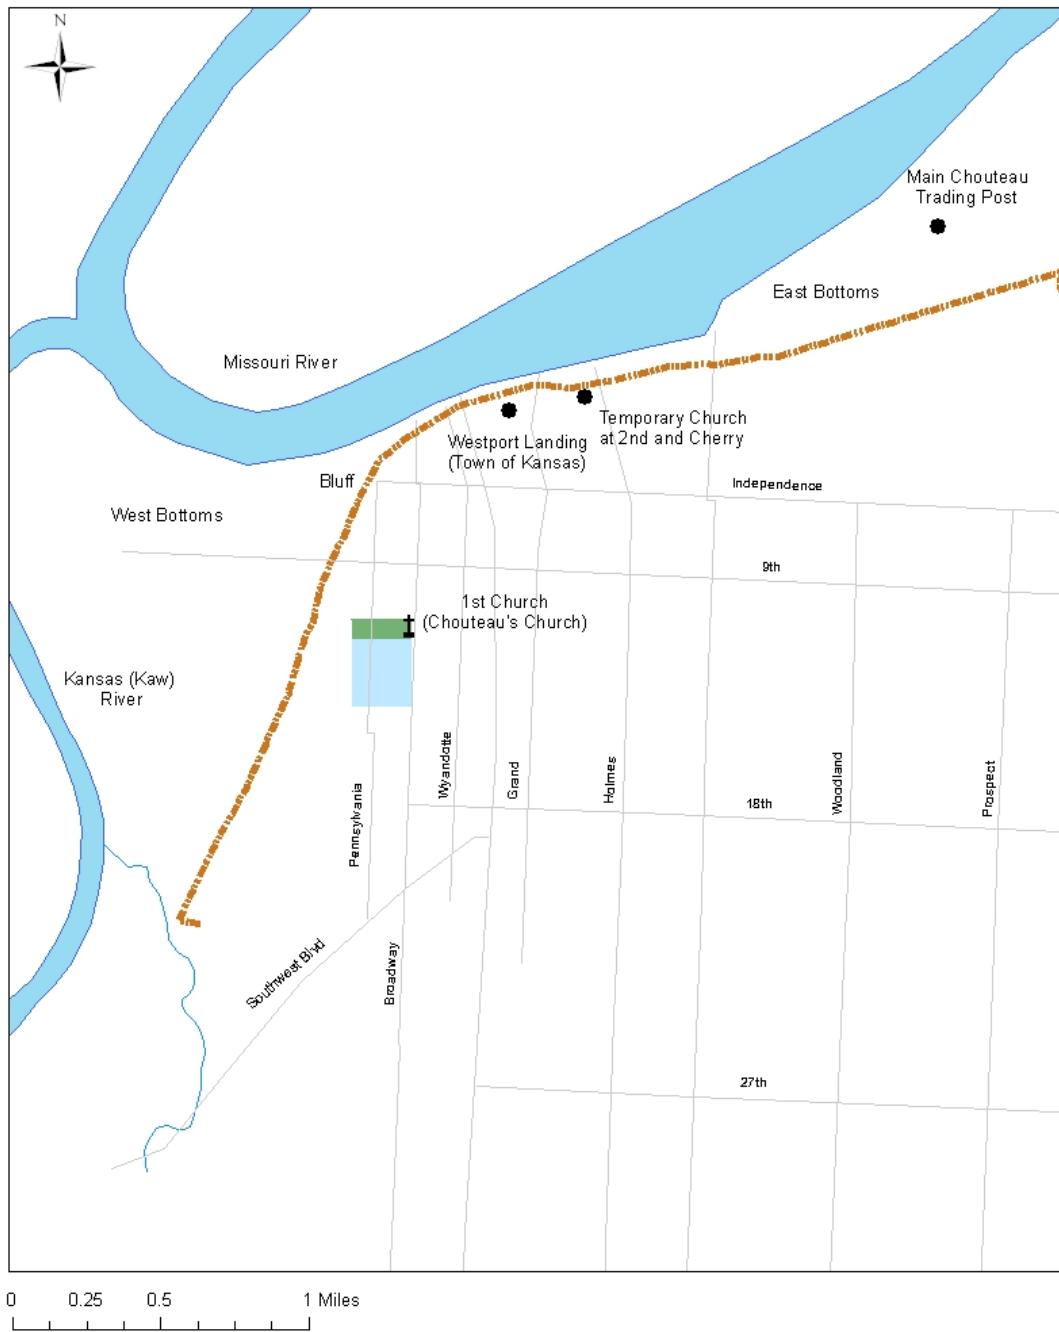 N
Main Chouteau
Trading Post
East Bottoms
Missouri River
Temporary Church
at 2nd and Cherry
Westport Landing
(Town of Kansas)
Bluff
Independence
West Bottoms
9th
1st Church
(Chouteau's Church)
Kansas (Kaw)
River
Wyandotte
Grand
Holmes
Woodland
Prospect
Pennsylvania
18th
Southwest Blvd
Broadway
27th
0 0.25 0.5 1 Miles